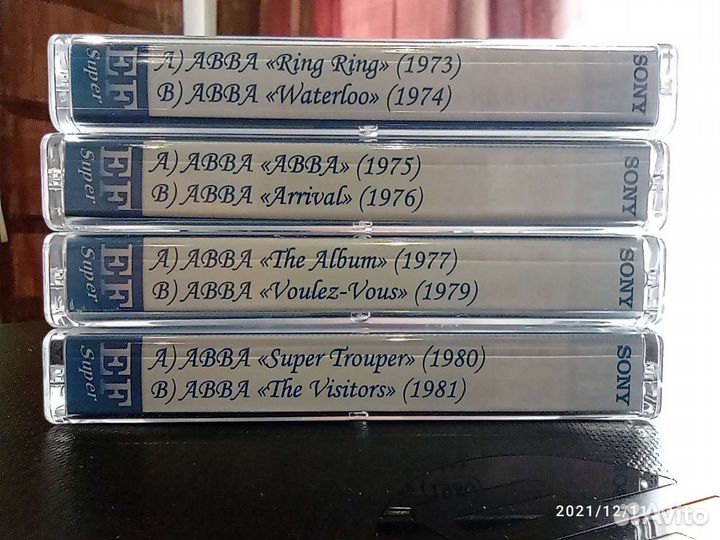 EF Super
A) ABBA «Ring Ring» (1973)
B) ABBA «Waterloo» (1974)
SONY
EF Super
A) ABBA «ABBA» (1975)
B) ABBA «Arrival» (1976)
SONY
EF Super
A) ABBA «The Album» (1977)
B) ABBA «Voulez-Vous» (1979)
SONY
EF Super
A) ABBA «Super Trouper» (1980)
B) ABBA «The Visitors» (1981)
SONY
2021/12/11
Avito